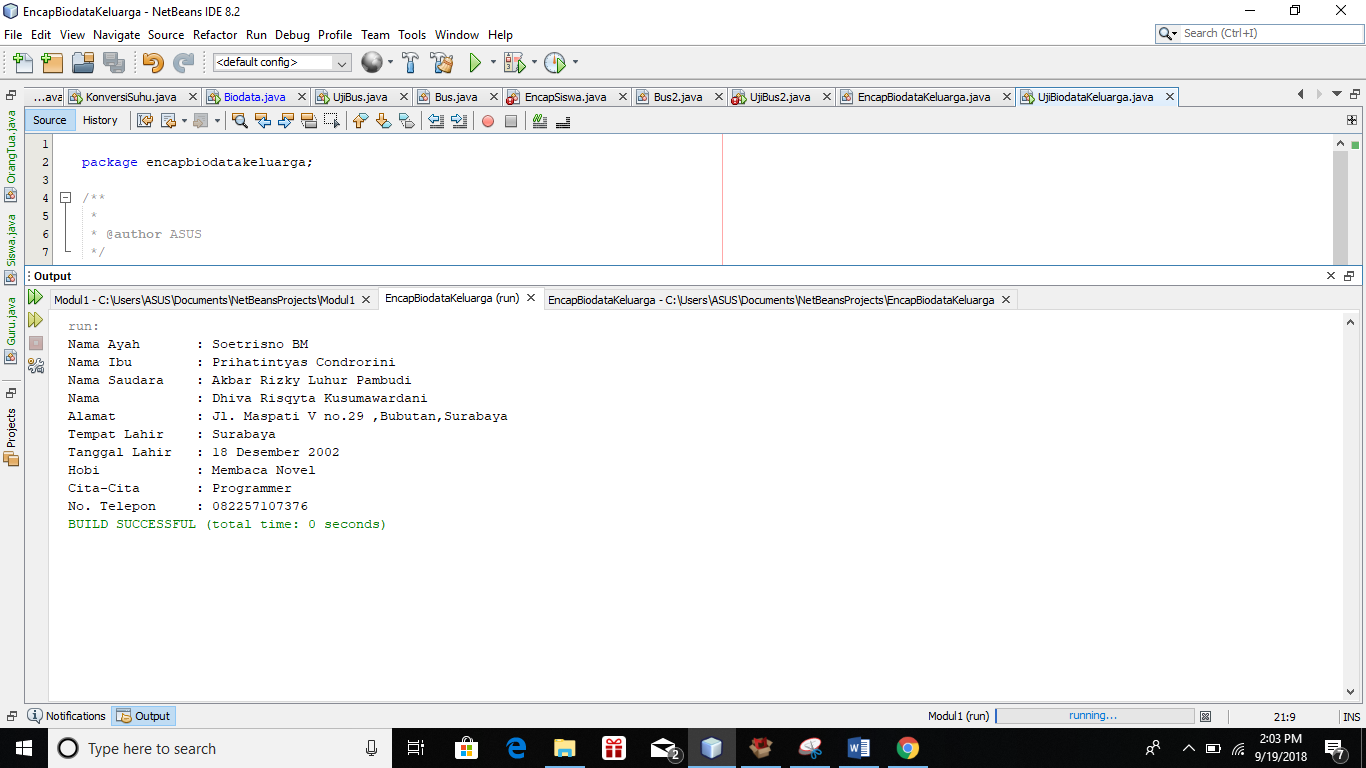 EncapBiodataKeluarga - NetBeans IDE 8.2
File Edit View Navigate Source Refactor Run Debug Profile Team Tools Window Help
Search (Ctrl+I)
<default config>
...ava KonversiSuhu.java Biodata.java UjiBus.java Bus.java EncapSiswa.java Bus2.java UjiBus2.java EncapBiodataKeluarga.java UjiBiodataKeluarga.java
Source History
OrangTua.java
Siswa.java
Guru.java
Projects
1
2 package encapbiodatakeluarga;
3
4 /**
5 *
6 * @author ASUS
7 */
Output
Modul1 - C:\Users\ASUS\Documents\NetBeansProjects\Modul1 EncapBiodataKeluarga (run) EncapBiodataKeluarga - C:\Users\ASUS\Documents\NetBeansProjects\EncapBiodataKeluarga
run:
Nama Ayah : Soetrisno BM
Nama Ibu : Prihatintyas Condrorini
Nama Saudara : Akbar Rizky Luhur Pambudi
Nama : Dhiva Risqyta Kusumawardani
Alamat : Jl. Maspati V no.29 ,Bubutan,Surabaya
Tempat Lahir : Surabaya
Tanggal Lahir : 18 Desember 2002
Hobi : Membaca Novel
Cita-Cita : Programmer
No. Telepon : 082257107376
BUILD SUCCESSFUL (total time: 0 seconds)
Notifications Output Modul1 (run) running... 21:9 INS
Type here to search
2
2:03 PM
9/19/2018
7